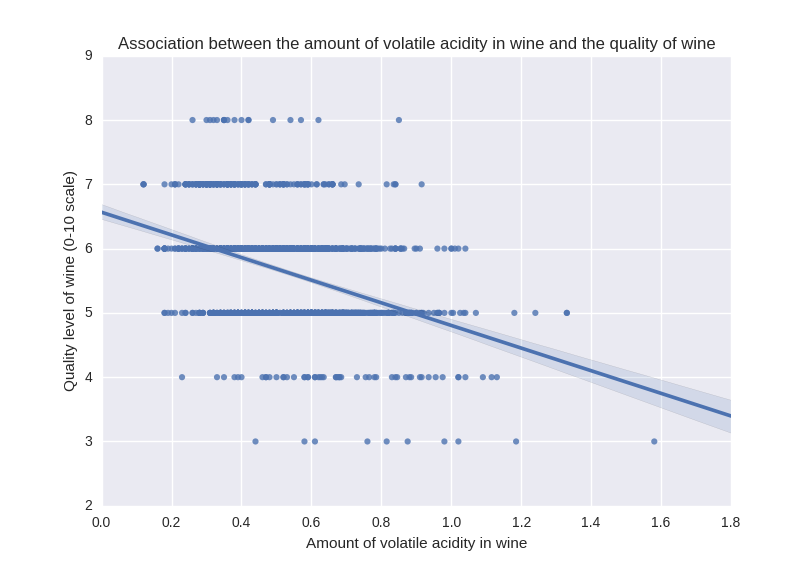 Association between the amount of volatile acidity in wine and the quality of wine
9
8
7
6
5
4
3
2
Quality level of wine (0-10 scale)
0.0 0.2 0.4 0.6 0.8 1.0 1.2 1.4 1.6 1.8
Amount of volatile acidity in wine